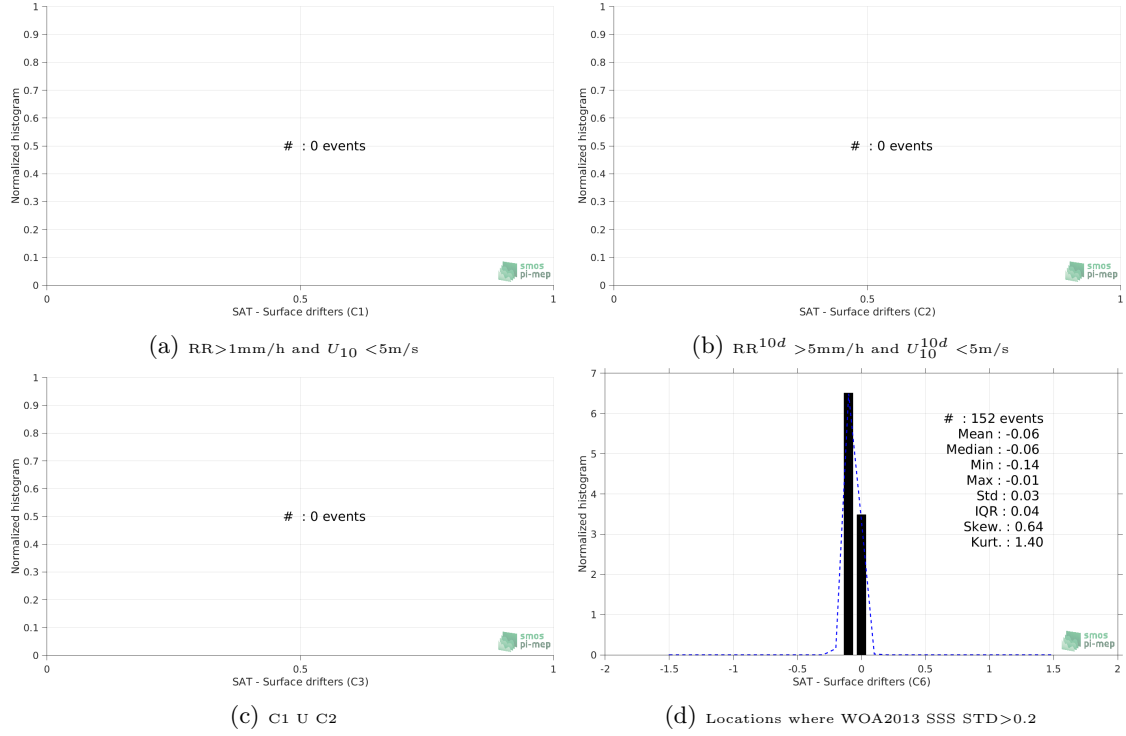 1
0.9
0.8
0.7
0.6
0.5
0.4
0.3
0.2
0.1
0
Normalized histogram
# : 0 events
smos
pi-mep
0 0.5 1
SAT - Surface drifters (C1)
(a) RR>1mm/h and U10 <5m/s
1
0.9
0.8
0.7
0.6
0.5
0.4
0.3
0.2
0.1
0
Normalized histogram
# : 0 events
smos
pi-mep
0 0.5 1
SAT - Surface drifters (C2)
(b) RR10d >5mm/h and U10d10 <5m/s
1
0.9
0.8
0.7
0.6
0.5
0.4
0.3
0.2
0.1
0
Normalized histogram
# : 0 events
smos
pi-mep
0 0.5 1
SAT - Surface drifters (C3)
(c) C1 U C2
7
6
5
4
3
2
1
0
Normalized histogram
# : 152 events
Mean : -0.06
Median : -0.06
Min : -0.14
Max : -0.01
Std : 0.03
IQR : 0.04
Skew. : 0.64
Kurt. : 1.40
smos
pi-mep
-2 -1.5 -1 -0.5 0 0.5 1 1.5 2
SAT - Surface drifters (C6)
(d) Locations where WOA2013 SSS STD>0.2